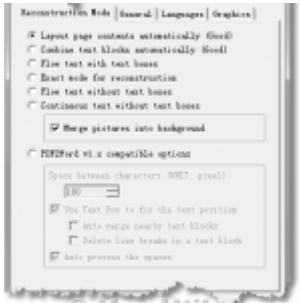 Reconstruction Mode General Languages Graphics
Layout page contents automatically (Good)
Combine text blocks automatically (Good)
Flow text with text boxes
Exact mode for reconstruction
Flow text without text boxes
Continuous text without text boxes
Merge pictures into background
PDF2Word v1.x compatible options
Space between characters
100
Use Text Box to fix the text position
Auto merge nearby text blocks
Delete line breaks in a text block
Auto process the spaces